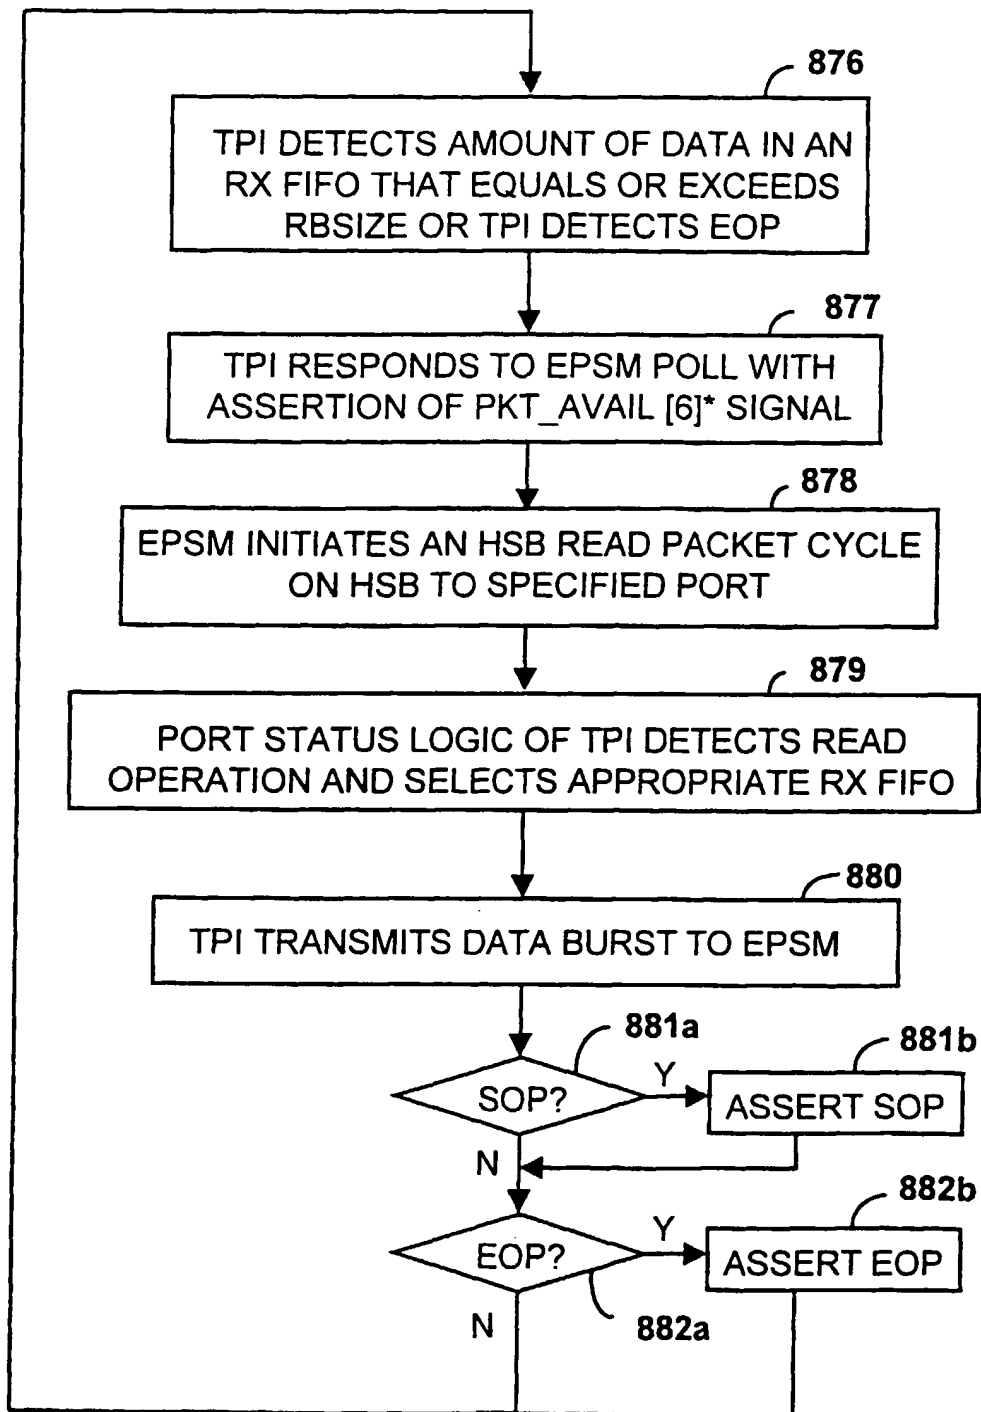 876
TPI DETECTS AMOUNT OF DATA IN AN
RX FIFO THAT EQUALS OR EXCEEDS
RBSIZE OR TPI DETECTS EOP
877
TPI RESPONDS TO EPSM POLL WITH
ASSERTION OF PKT_AVAIL [6]* SIGNAL
878
EPSM INITIATES AN HSB READ PACKET CYCLE
ON HSB TO SPECIFIED PORT
879
PORT STATUS LOGIC OF TPI DETECTS READ
OPERATION AND SELECTS APPROPRIATE RX FIFO
880
TPI TRANSMITS DATA BURST TO EPSM
881a
SOP?
Y
881b
ASSERT SOP
N
EOP?
Y
882b
ASSERT EOP
882a
N